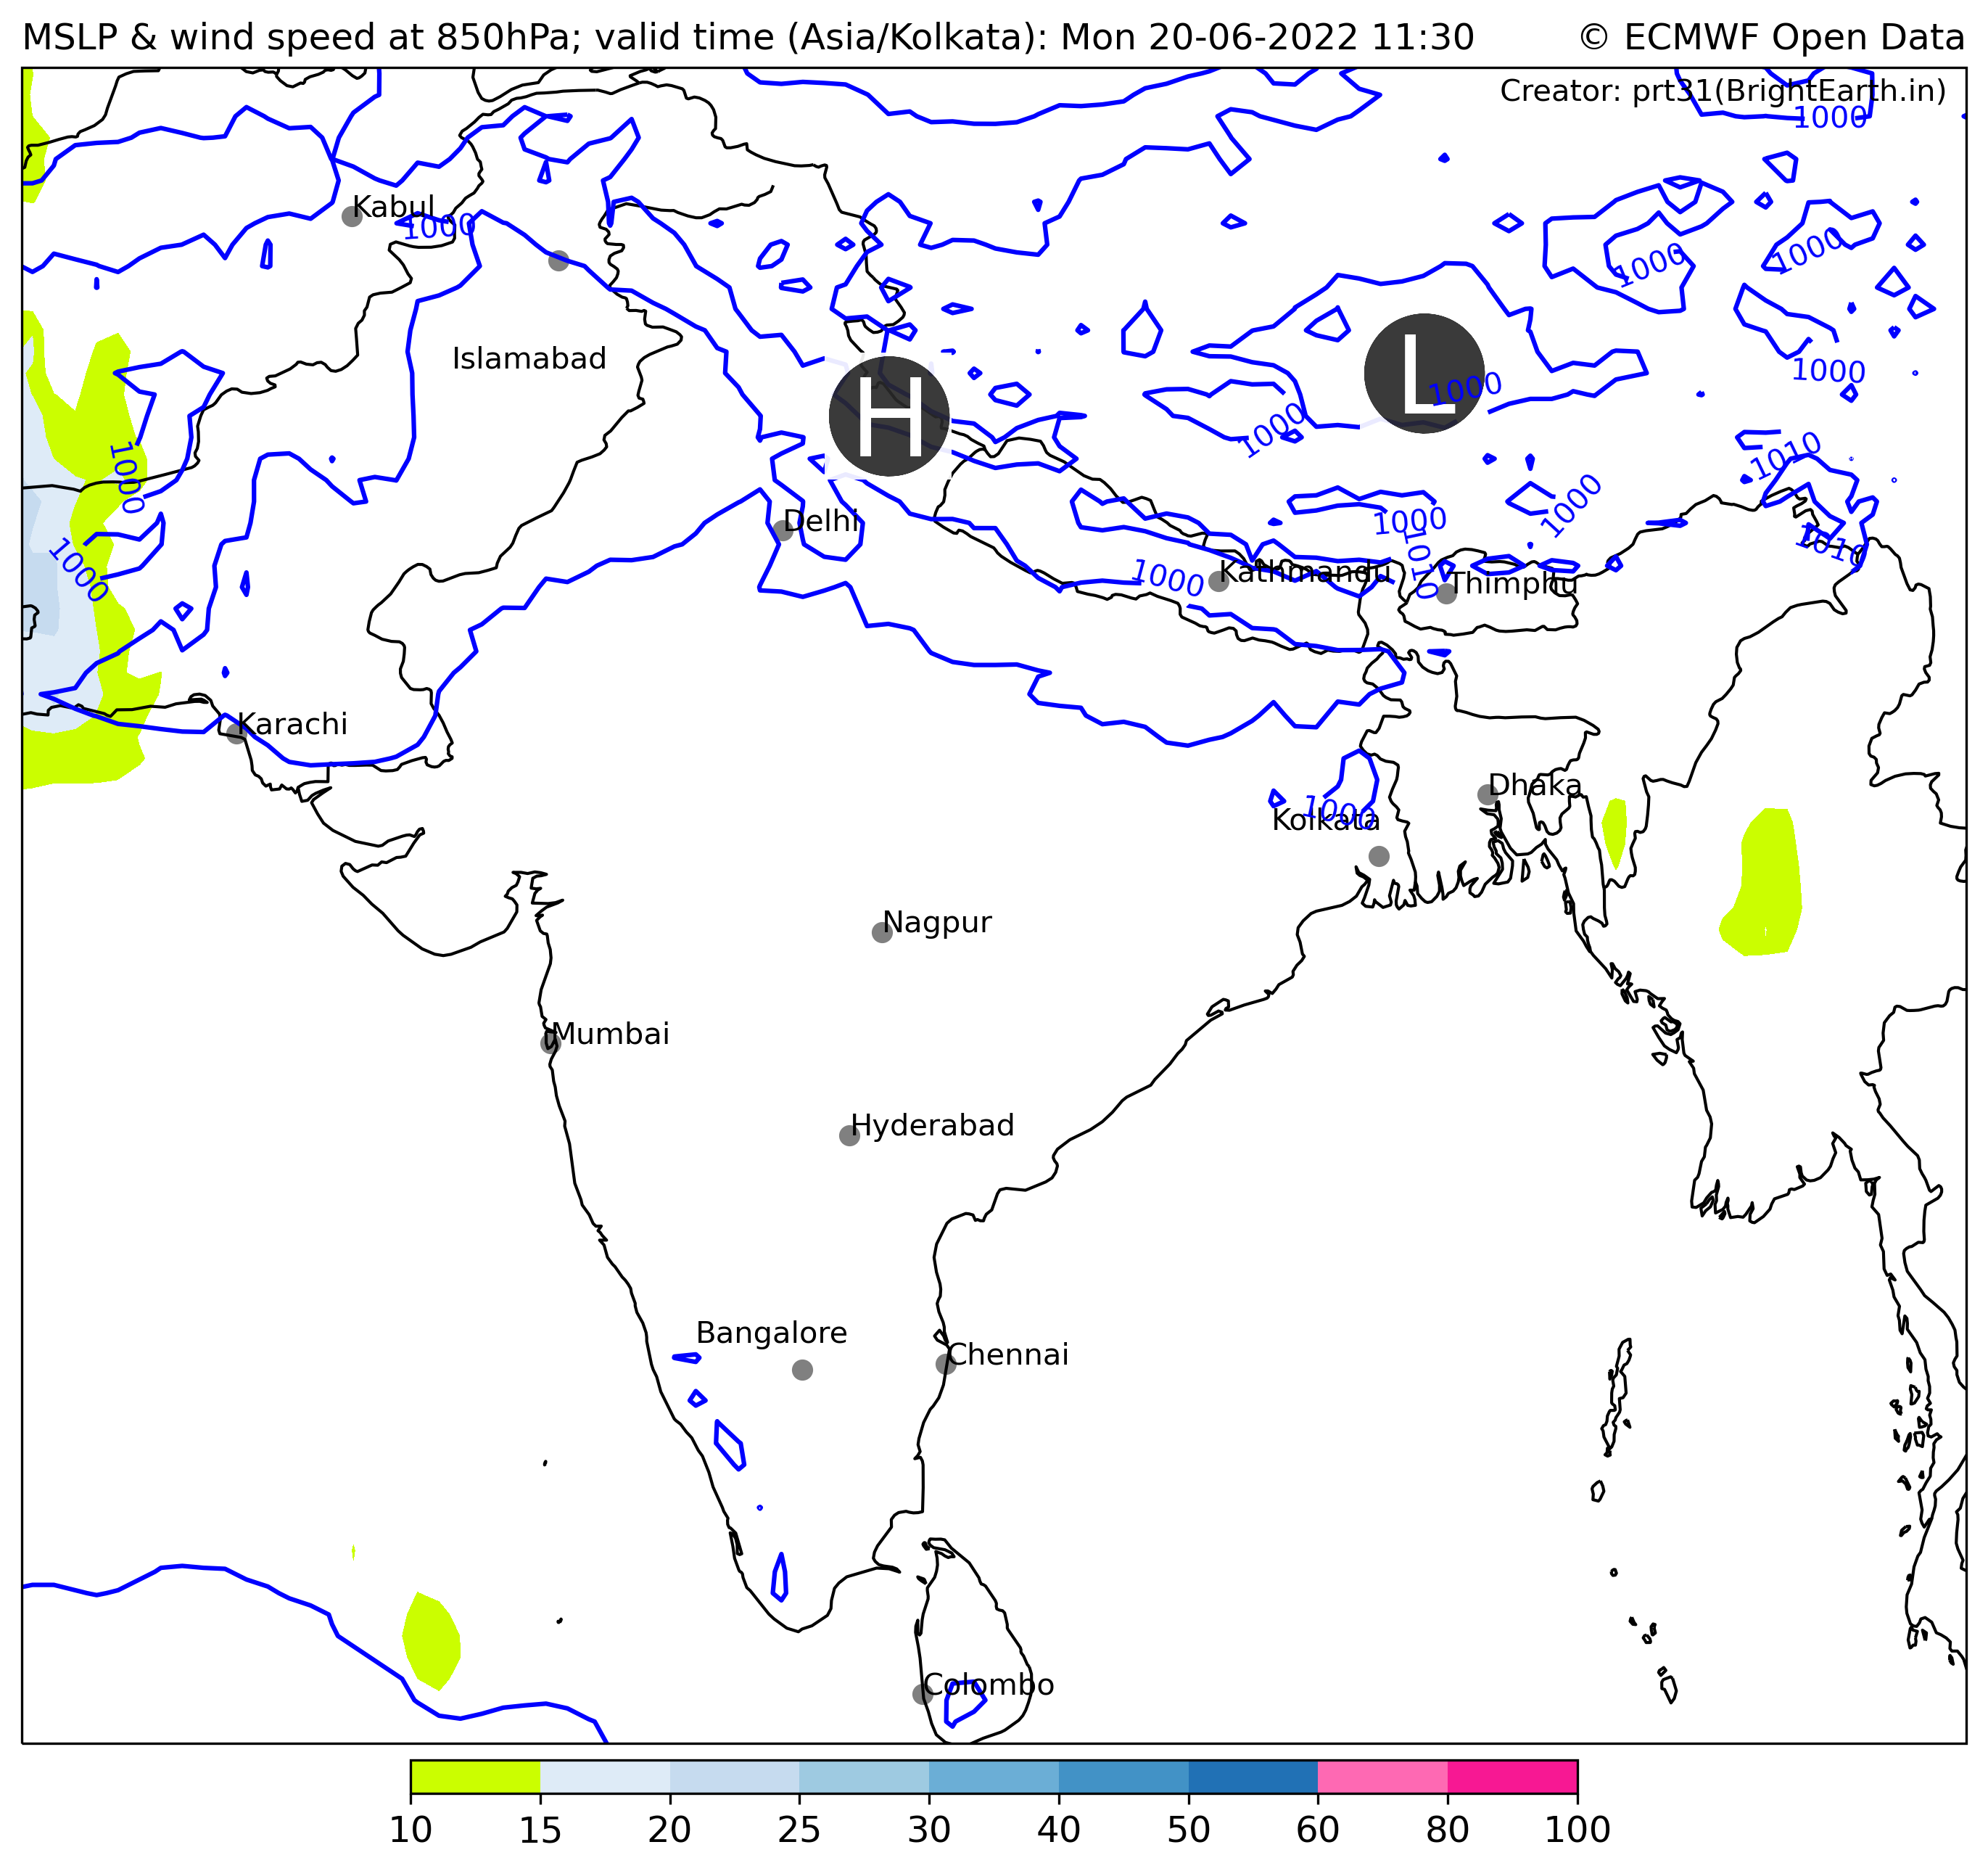 MSLP & wind speed at 850hPa; valid time (Asia/Kolkata): Mon 20-06-2022 11:30
© ECMWF Open Data
Creator: prt31(BrightEarth.in)
1000
Kabul
1000
1000
1000
Islamabad
H
L
1000
1000
1000
1010
1000
1000
1000
1000
1010
Delhi
1000
1000
Kathmandu
1010
Thimphu
Karachi
Dhaka
1000
Kolkata
Nagpur
Mumbai
Hyderabad
Bangalore
Chennai
Colombo
10 15 20 25 30 40 50 60 80 100